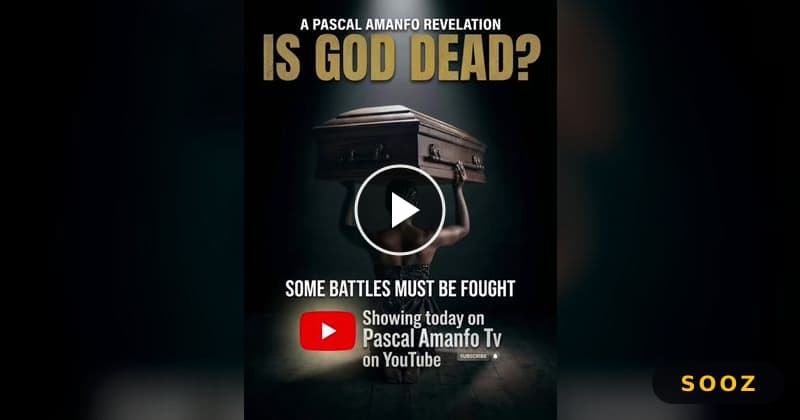 A PASCAL AMANFO REVELATION
IS GOD DEAD?
SOME BATTLES MUST BE FOUGHT
Showing today on
Pascal Amanfo Tv
on YouTube
SUBSCRIBE
SOOZ